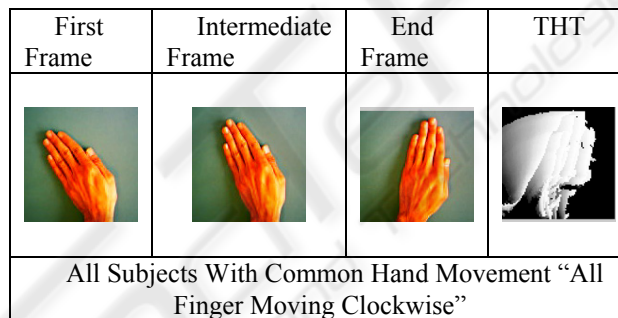 First Frame
Intermediate Frame
End Frame
THT
All Subjects With Common Hand Movement “All
Finger Moving Clockwise”